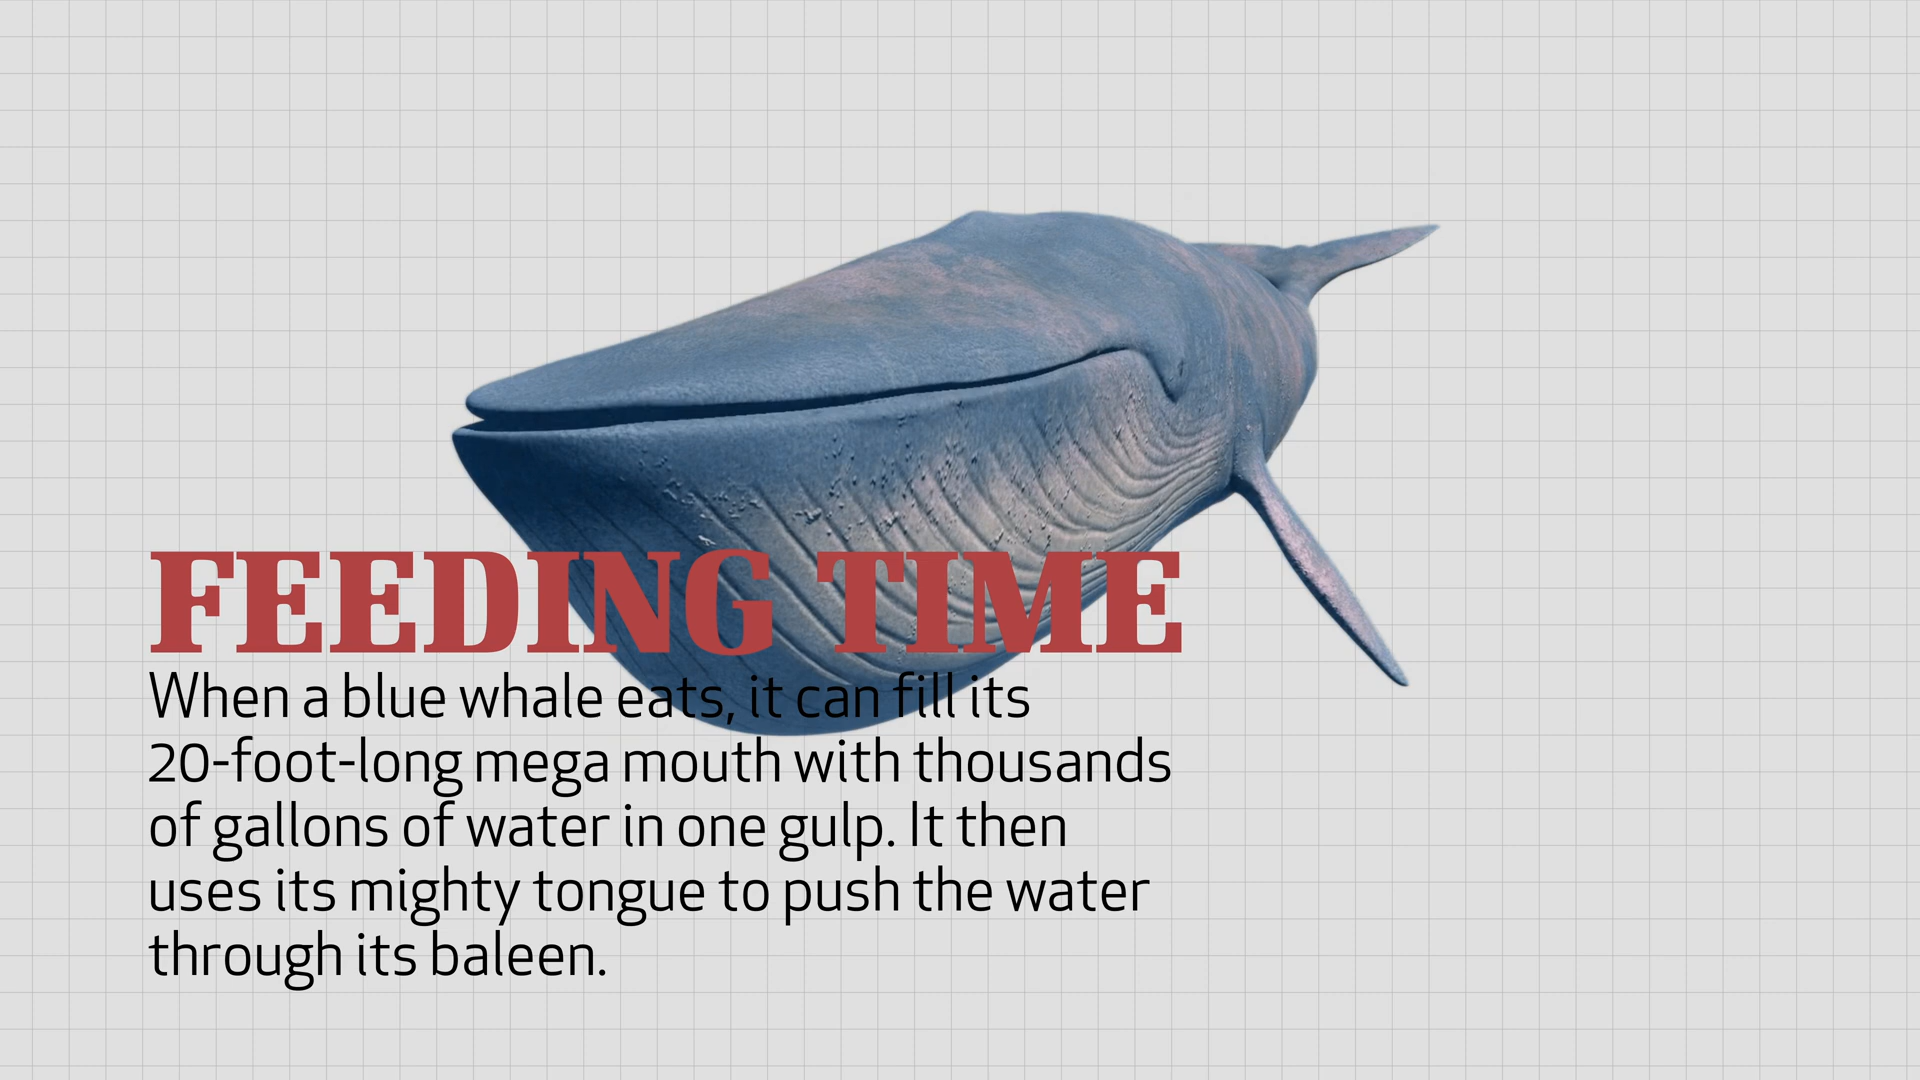 FEEDING TIME
When a blue whale eats, it can fill its
20-foot-long mega mouth with thousands
of gallons of water in one gulp. It then
uses its mighty tongue to push the water
through its baleen.